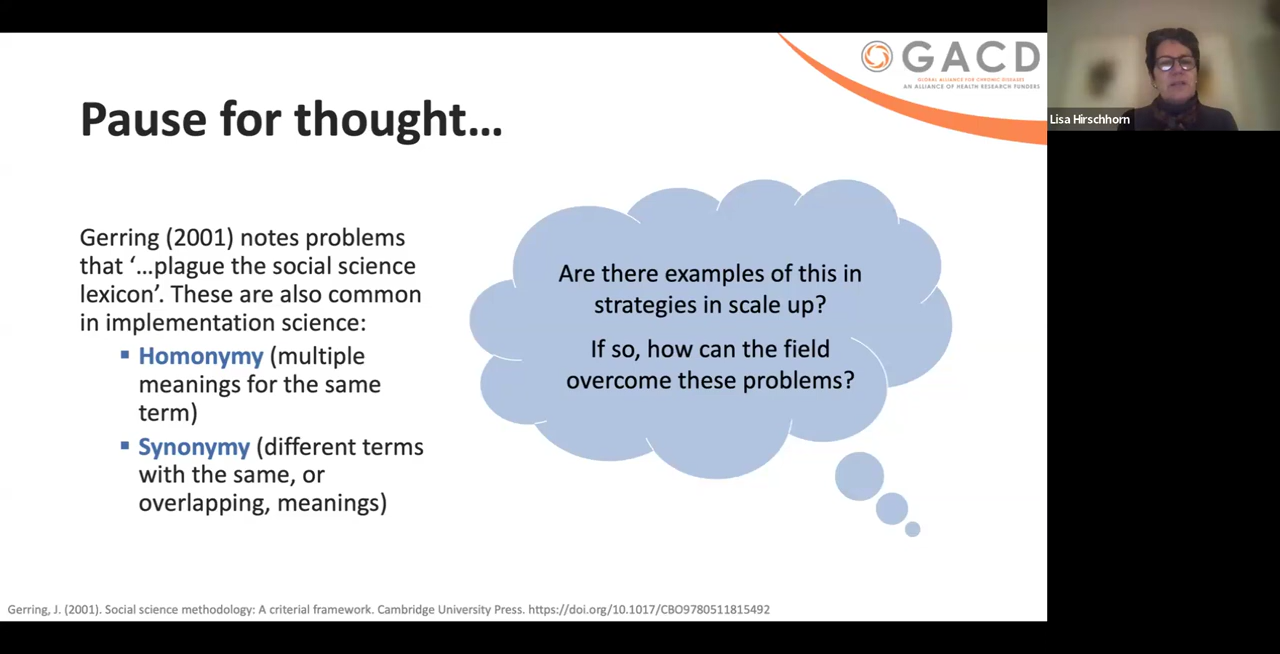 GACD
GLOBAL ALLIANCE FOR CHRONIC DISEASES
AN ALLIANCE OF HEALTH RESEARCH FUNDERS
Lisa Hirschhorn
Pause for thought...
Gerring (2001) notes problems
that ‘...plague the social science
lexicon’. These are also common
in implementation science:
▪ Homonymy (multiple
meanings for the same
term)
▪ Synonymy (different terms
with the same, or
overlapping, meanings)
Are there examples of this in
strategies in scale up?
If so, how can the field
overcome these problems?
Gerring, J. (2001). Social science methodology: A criterial framework. Cambridge University Press. https://doi.org/10.1017/CBO9780511815492